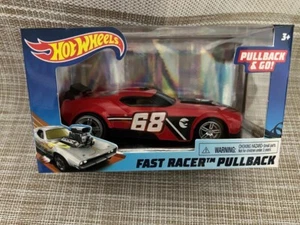 Hot Wheels
3+
PULLBACK
& GO!
68
FAST RACER™ PULLBACK
WARNING: